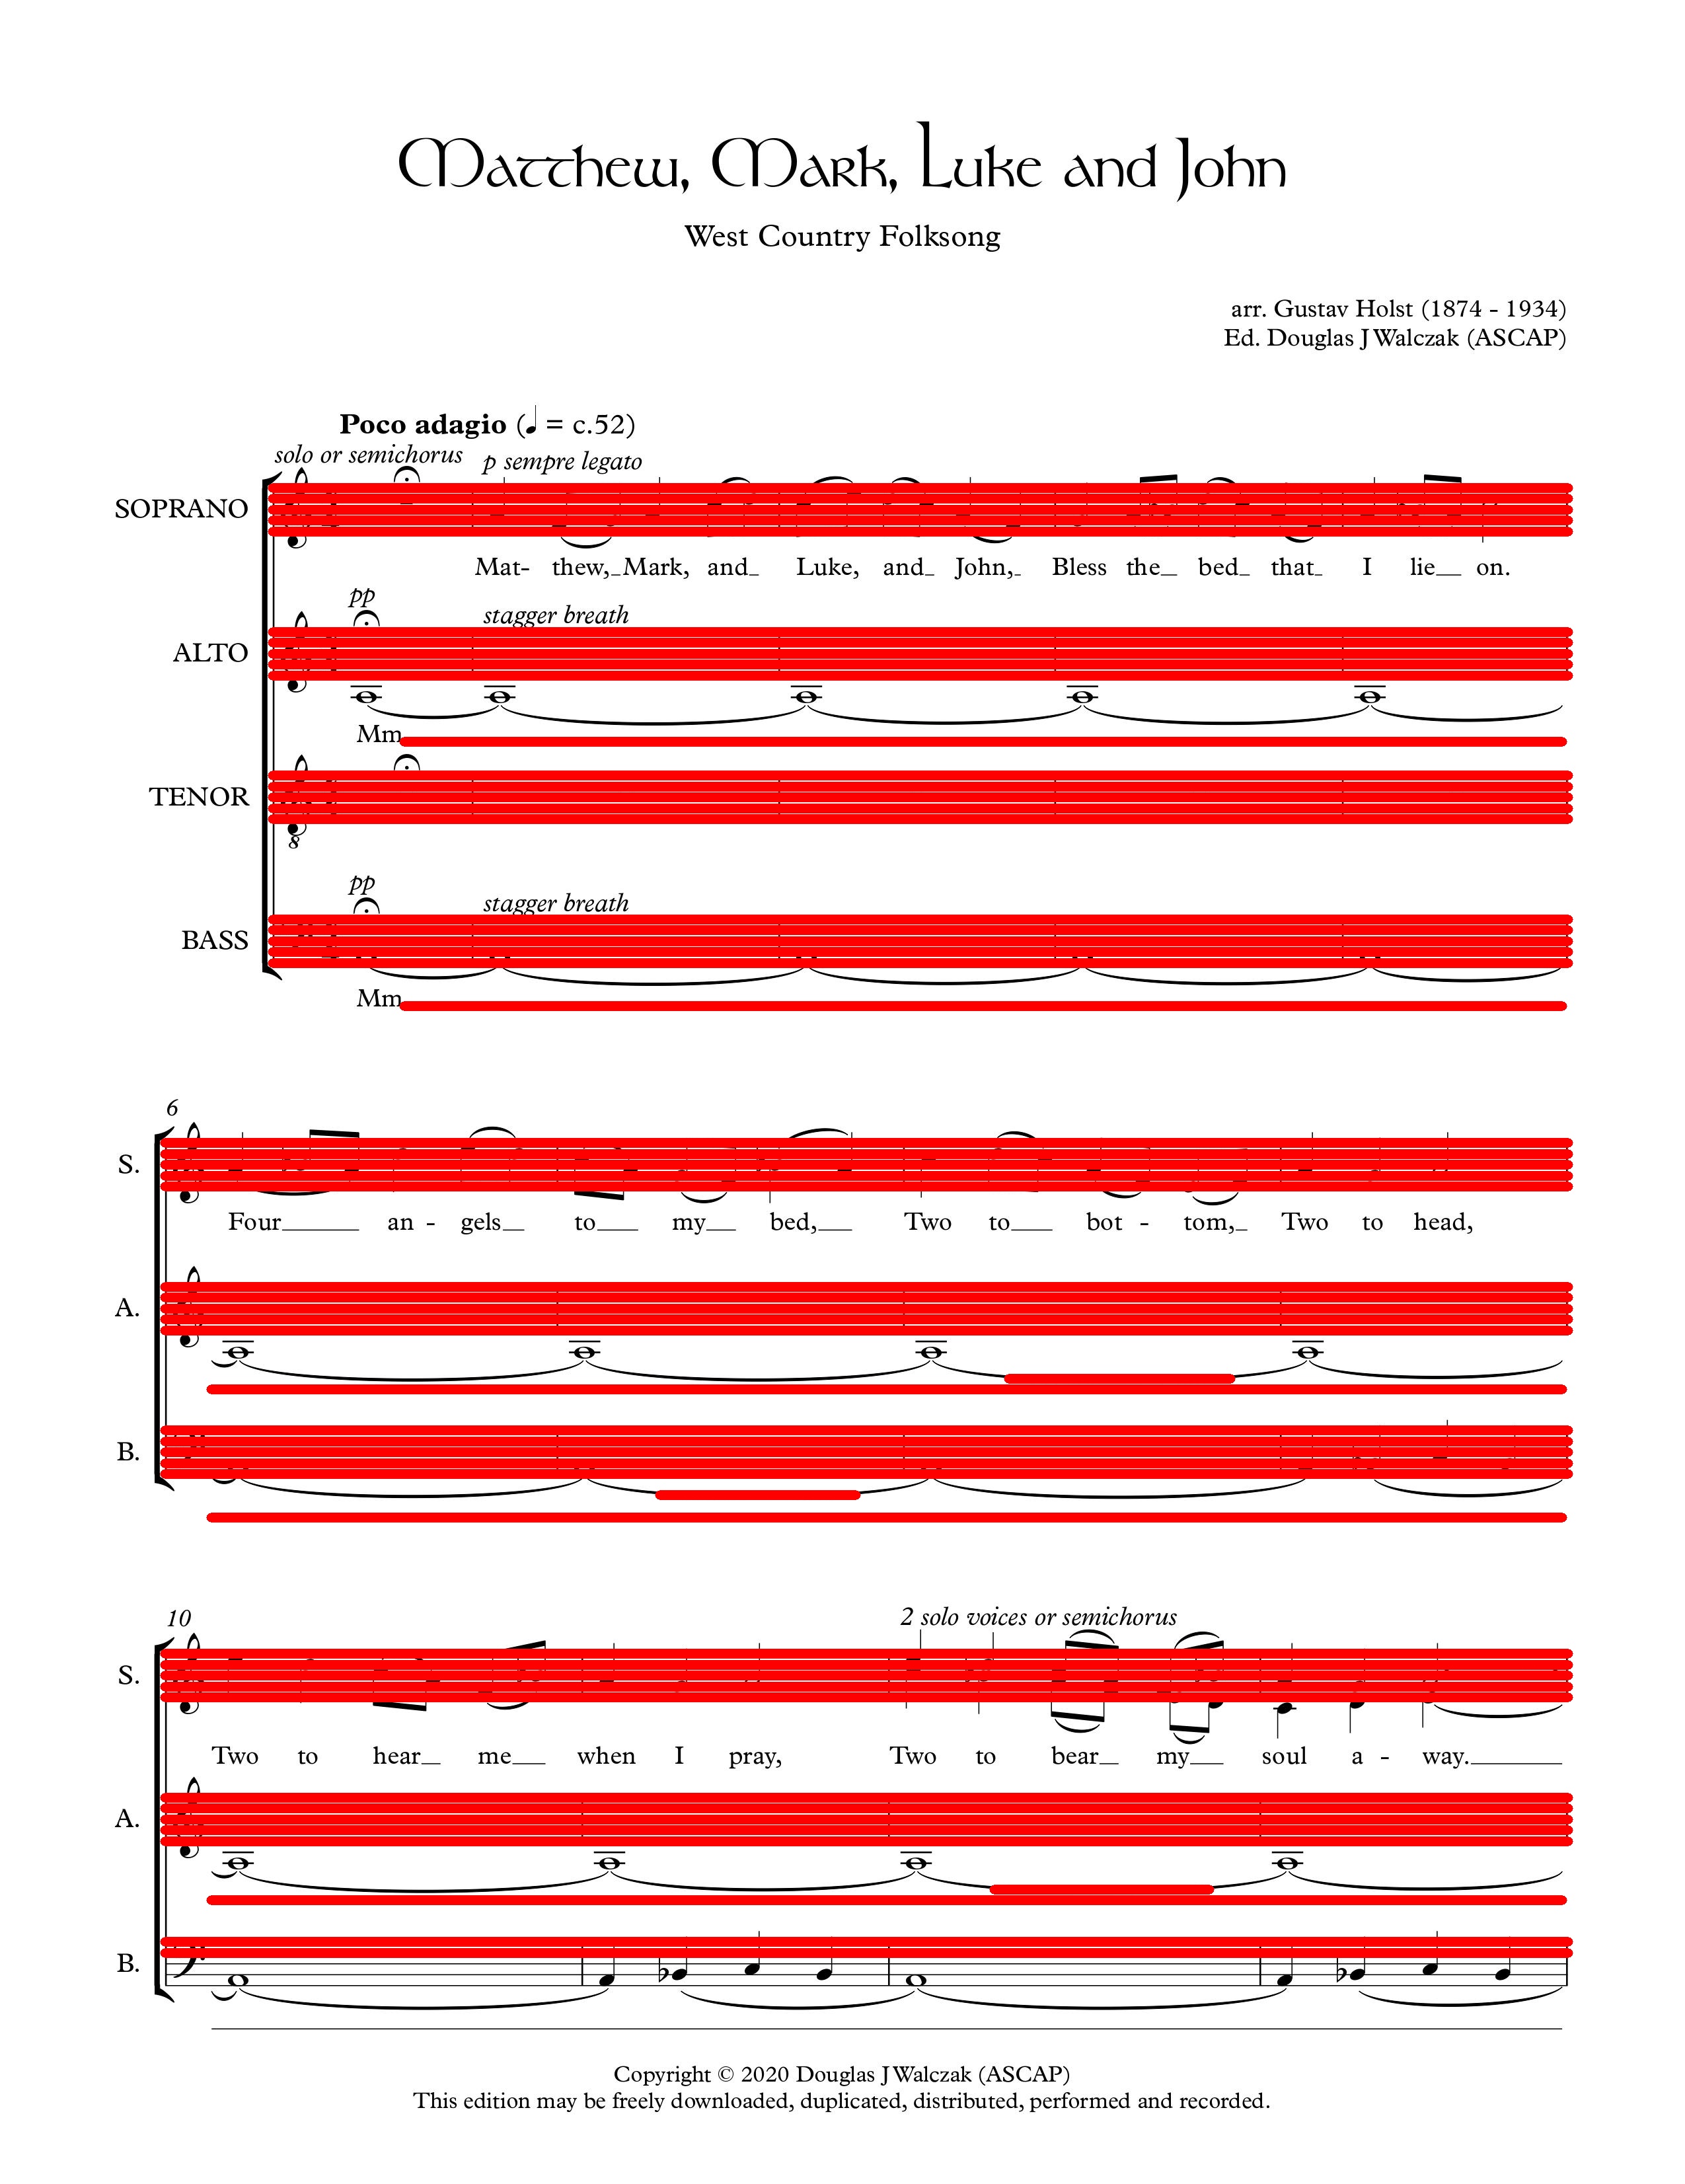 Matthew, Mark, Luke and John
West Country Folksong
arr. Gustav Holst (1874 - 1934)
Ed. Douglas J Walczak (ASCAP)
Poco adagio (♩ = c.52)
solo or semichorus p sempre legato
SOPRANO
Mat- thew, Mark, and Luke, and John, Bless the bed that I lie on.
pp
stagger breath
ALTO
Mm
TENOR
8
pp
stagger breath
BASS
Mm
6
S.
Four an - gels to my bed, Two to bot - tom, Two to head,
A.
B.
10
2 solo voices or semichorus
S.
Two to hear me when I pray, Two to bear my soul a - way.
A.
B.
Copyright © 2020 Douglas J Walczak (ASCAP)
This edition may be freely downloaded, duplicated, distributed, performed and recorded.